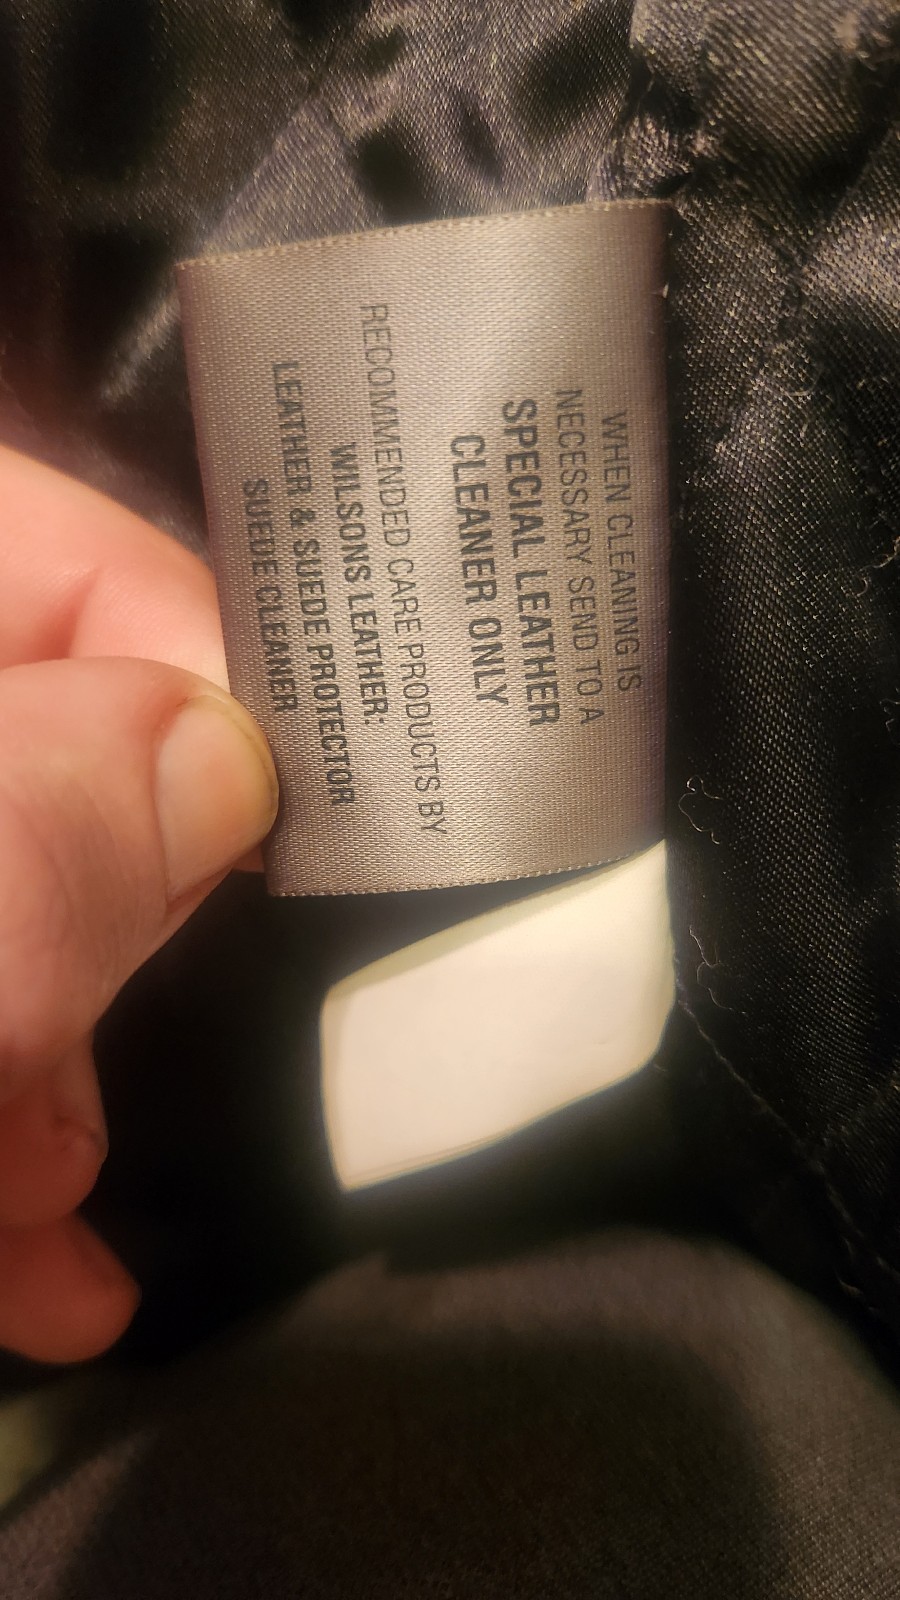 WHEN CLEANING IS
NECESSARY SEND TO A
SPECIAL LEATHER
CLEANER ONLY
RECOMMENDED CARE PRODUCTS BY
WILSONS LEATHER:
LEATHER & SUEDE PROTECTOR
SUEDE CLEANER